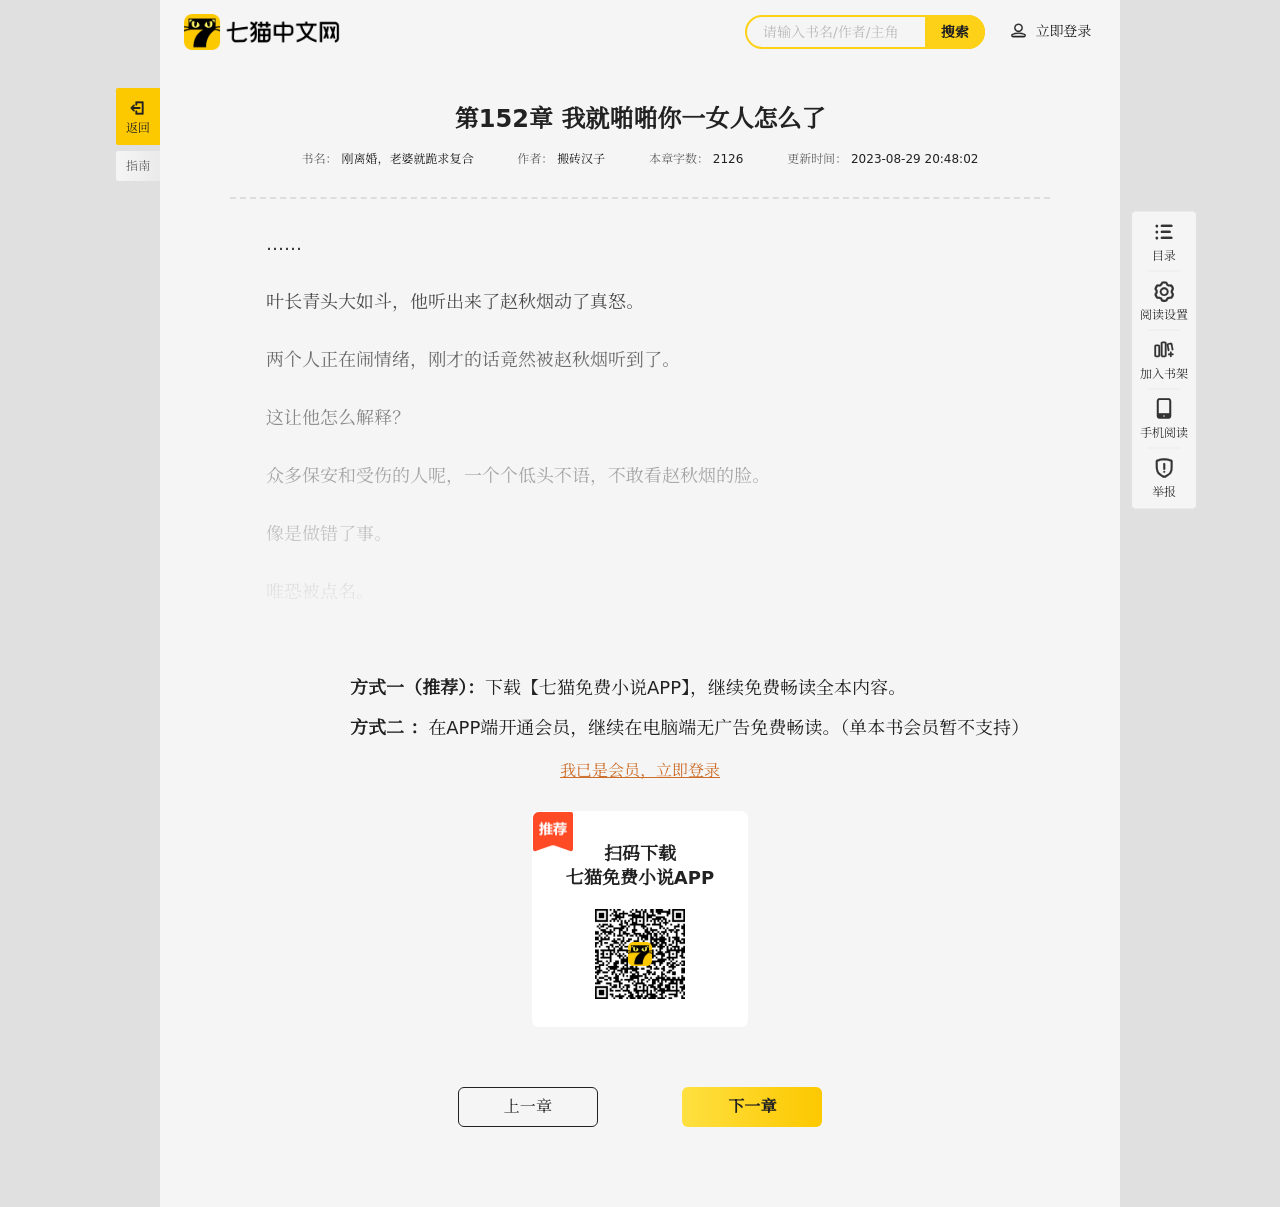 七猫中文网
请输入书名/作者/主角
搜索
立即登录
返回
指南
第152章 我就啪啪你一女人怎么了
书名： 刚离婚，老婆就跪求复合 作者： 搬砖汉子 本章字数： 2126 更新时间： 2023-08-29 20:48:02
……
叶长青头大如斗，他听出来了赵秋烟动了真怒。
两个人正在闹情绪，刚才的话竟然被赵秋烟听到了。
这让他怎么解释？
众多保安和受伤的人呢，一个个低头不语，不敢看赵秋烟的脸。
像是做错了事。
唯恐被点名。
目录
阅读设置
加入书架
手机阅读
举报
方式一（推荐）：下载【七猫免费小说APP】，继续免费畅读全本内容。
方式二 ：在APP端开通会员，继续在电脑端无广告免费畅读。（单本书会员暂不支持）
我已是会员，立即登录
推荐
扫码下载
七猫免费小说APP
上一章
下一章